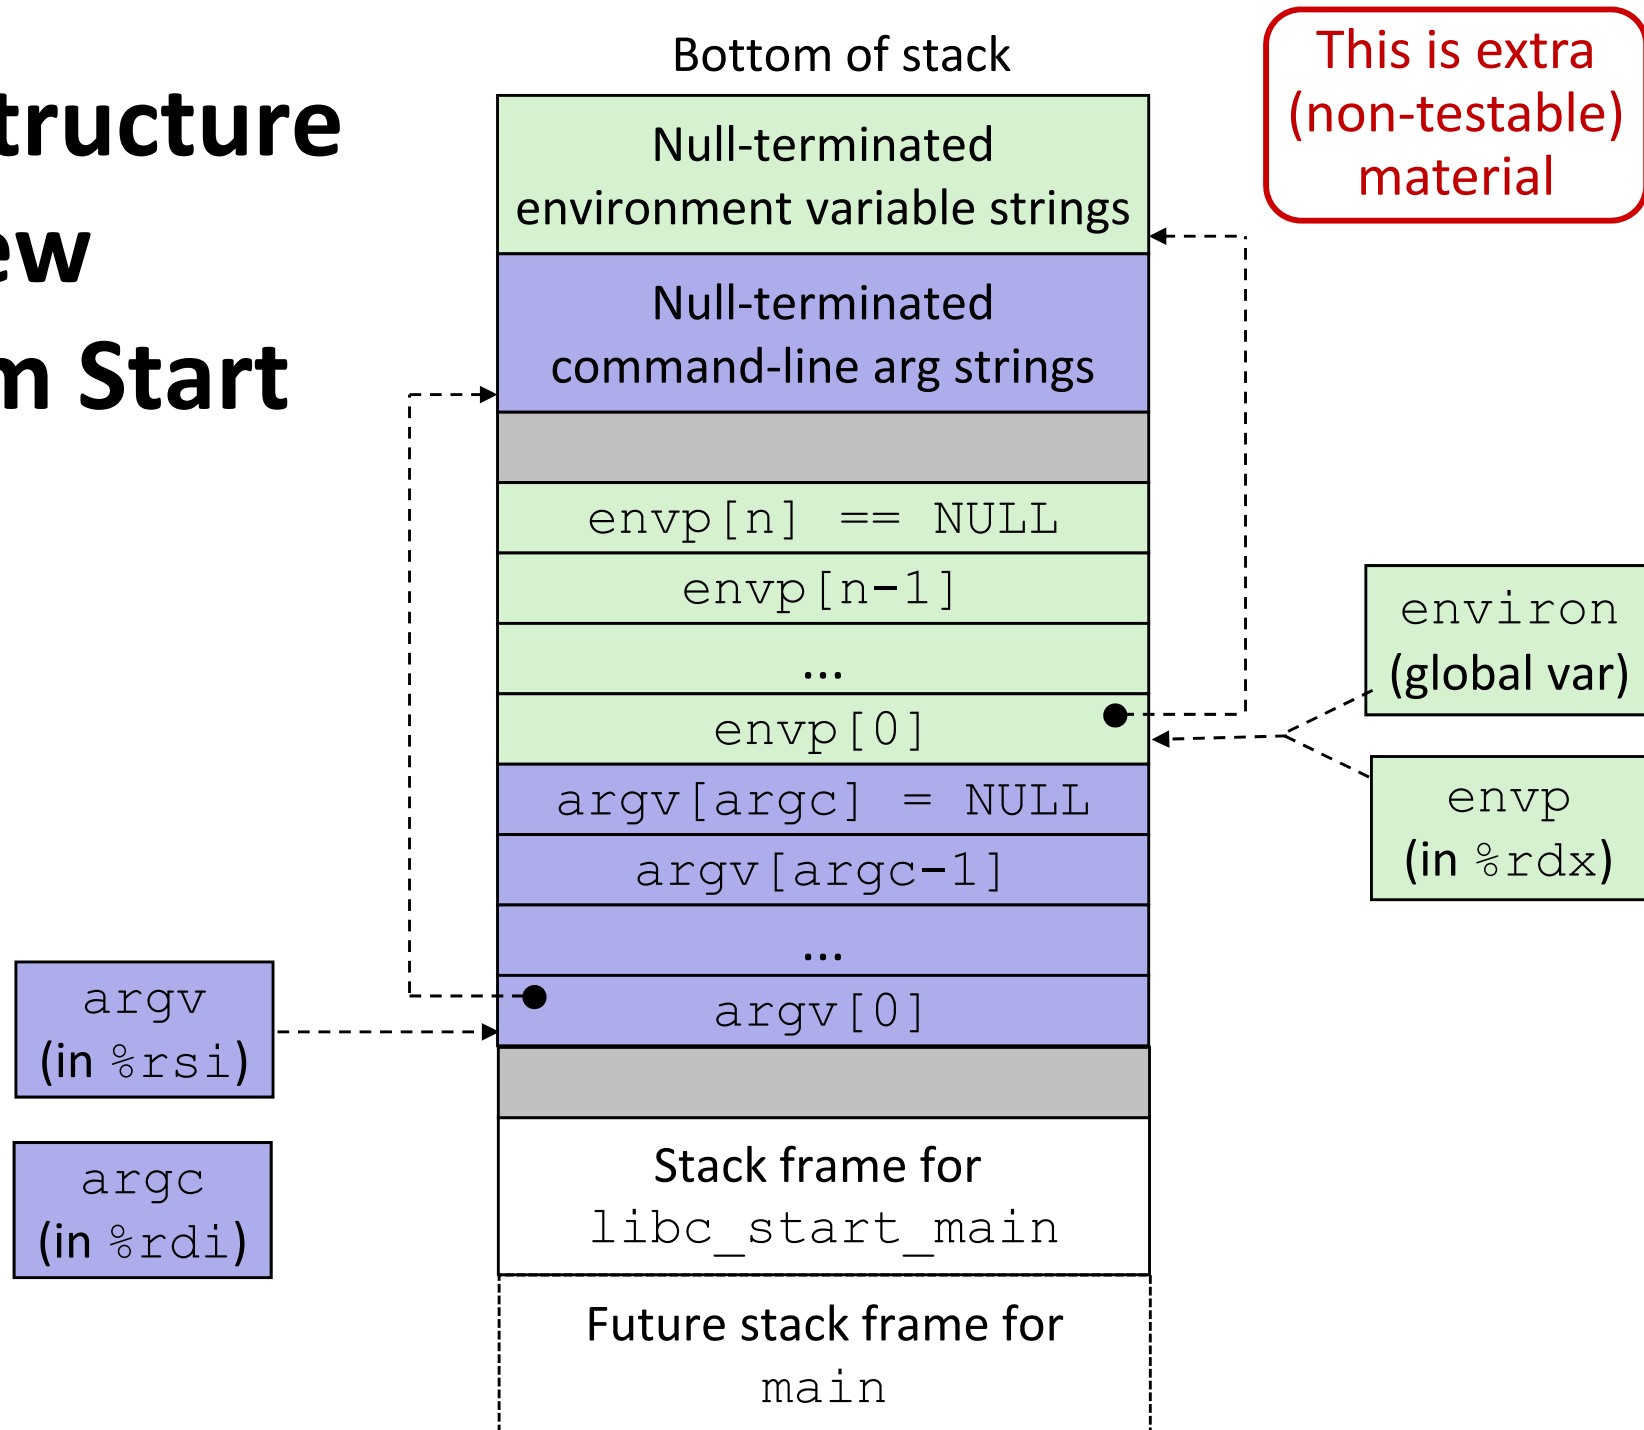 tructure
ew
m Start
Bottom of stack
This is extra
(non-testable)
material
Null-terminated
environment variable strings
Null-terminated
command-line arg strings
envp[n] == NULL
envp[n-1]
...
envp[0]
argv[argc] = NULL
argv[argc-1]
...
argv[0]
environ
(global var)
envp
(in %rdx)
argv
(in %rsi)
argc
(in %rdi)
Stack frame for
libc_start_main
Future stack frame for
main